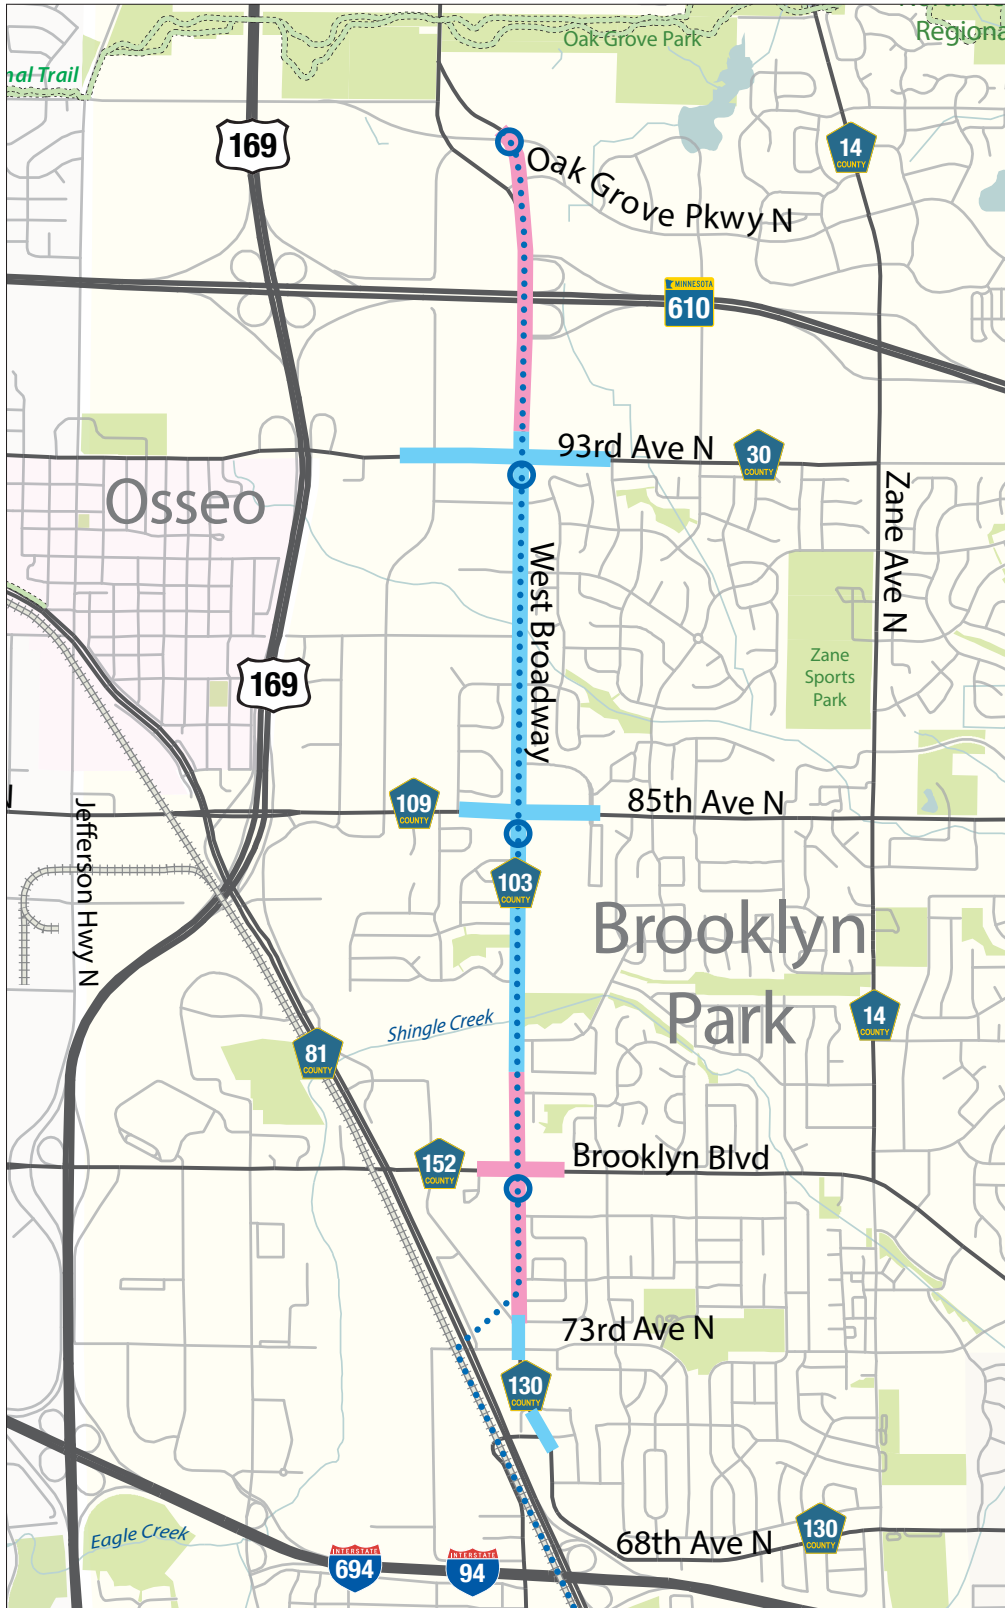 Regiona
Oak Grove Park
nal Trail
169
14
COUNTY
Oak Grove Pkwy N
MINNESOTA
610
93rd Ave N
30
COUNTY
Osseo
Zane Ave N
West Broadway
Zane
Sports
Park
169
109
COUNTY
85th Ave N
Jefferson Hwy N
103
COUNTY
Brooklyn
Park
14
COUNTY
Shingle Creek
81
COUNTY
152
COUNTY
Brooklyn Blvd
73rd Ave N
130
COUNTY
Eagle Creek
INTERSTATE
694
INTERSTATE
94
68th Ave N
130
COUNTY